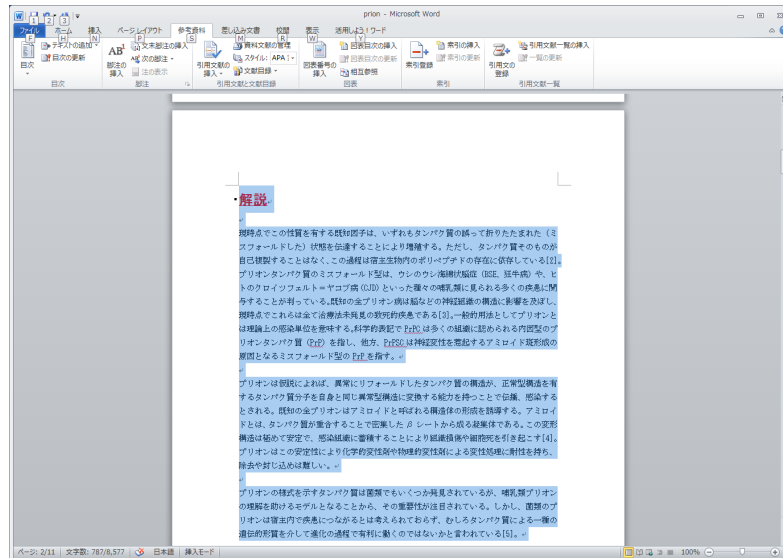 prion - Microsoft Word
1 2 3
ファイル ホーム 挿入 ページ レイアウト 参考資料 差し込み文書 校閲 表示 活用しよう！ワード
F H N P S M R W Y
目次
テキストの追加
目次の更新
目次
AB1
脚注の挿入
文末脚注の挿入
次の脚注
注の表示
脚注
引用文献の挿入
資料文献の管理
スタイル: APA
文献目録
引用文献と文献目録
図表番号の挿入
図表目次の挿入
図表目次の更新
相互参照
図表
索引登録
索引の挿入
索引の更新
索引
引用文の登録
引用文献一覧の挿入
一覧の更新
引用文献一覧
解説
現時点でこの性質を有する既知因子は、いずれもタンパク質の誤って折りたたまれた（ミ
スフォールドした）状態を伝達することにより増殖する。ただし、タンパク質そのものが
自己複製することはなく、この過程は宿主生物内のポリペプチドの存在に依存している[2]。
プリオンタンパク質のミスフォールド型は、ウシのウシ海綿状脳症（BSE、狂牛病）や、ヒ
トのクロイツフェルト＝ヤコブ病（CJD）といった種々の哺乳類に見られる多くの疾患に関
与することが判っている。既知の全プリオン病は脳などの神経組織の構造に影響を及ぼし、
現時点でこれらは全て治療法未発見の致死的疾患である[3]。一般的用法としてプリオンと
は理論上の感染単位を意味する。科学的表記で PrPC は多くの組織に認められる内因型のプ
リオンタンパク質（PrP）を指し、他方、PrPSC は神経変性を惹起するアミロイド斑形成の
原因となるミスフォールド型の PrP を指す。
プリオンは仮説によれば、異常にリフォールドしたタンパク質の構造が、正常型構造を有
するタンパク質分子を自身と同じ異常型構造に変換する能力を持つことで伝播、感染する
とされる。既知の全プリオンはアミロイドと呼ばれる構造体の形成を誘導する。アミロイ
ドとは、タンパク質が重合することで密集した β シートから成る凝集体である。この変形
構造は極めて安定で、感染組織に蓄積することにより組織損傷や細胞死を引き起こす[4]。
プリオンはこの安定性により化学的変性剤や物理的変性剤による変性処理に耐性を持ち、
除去や封じ込めは難しい。
プリオンの様式を示すタンパク質は菌類でもいくつか発見されているが、哺乳類プリオン
の理解を助けるモデルとなることから、その重要性が注目されている。しかし、菌類のプ
リオンは宿主内で疾患につながるとは考えられておらず、むしろタンパク質による一種の
遺伝的形質を介して進化の過程で有利に働くのではないかと言われている[5]。
ページ: 2/11 文字数: 787/8,577 日本語 挿入モード 100%